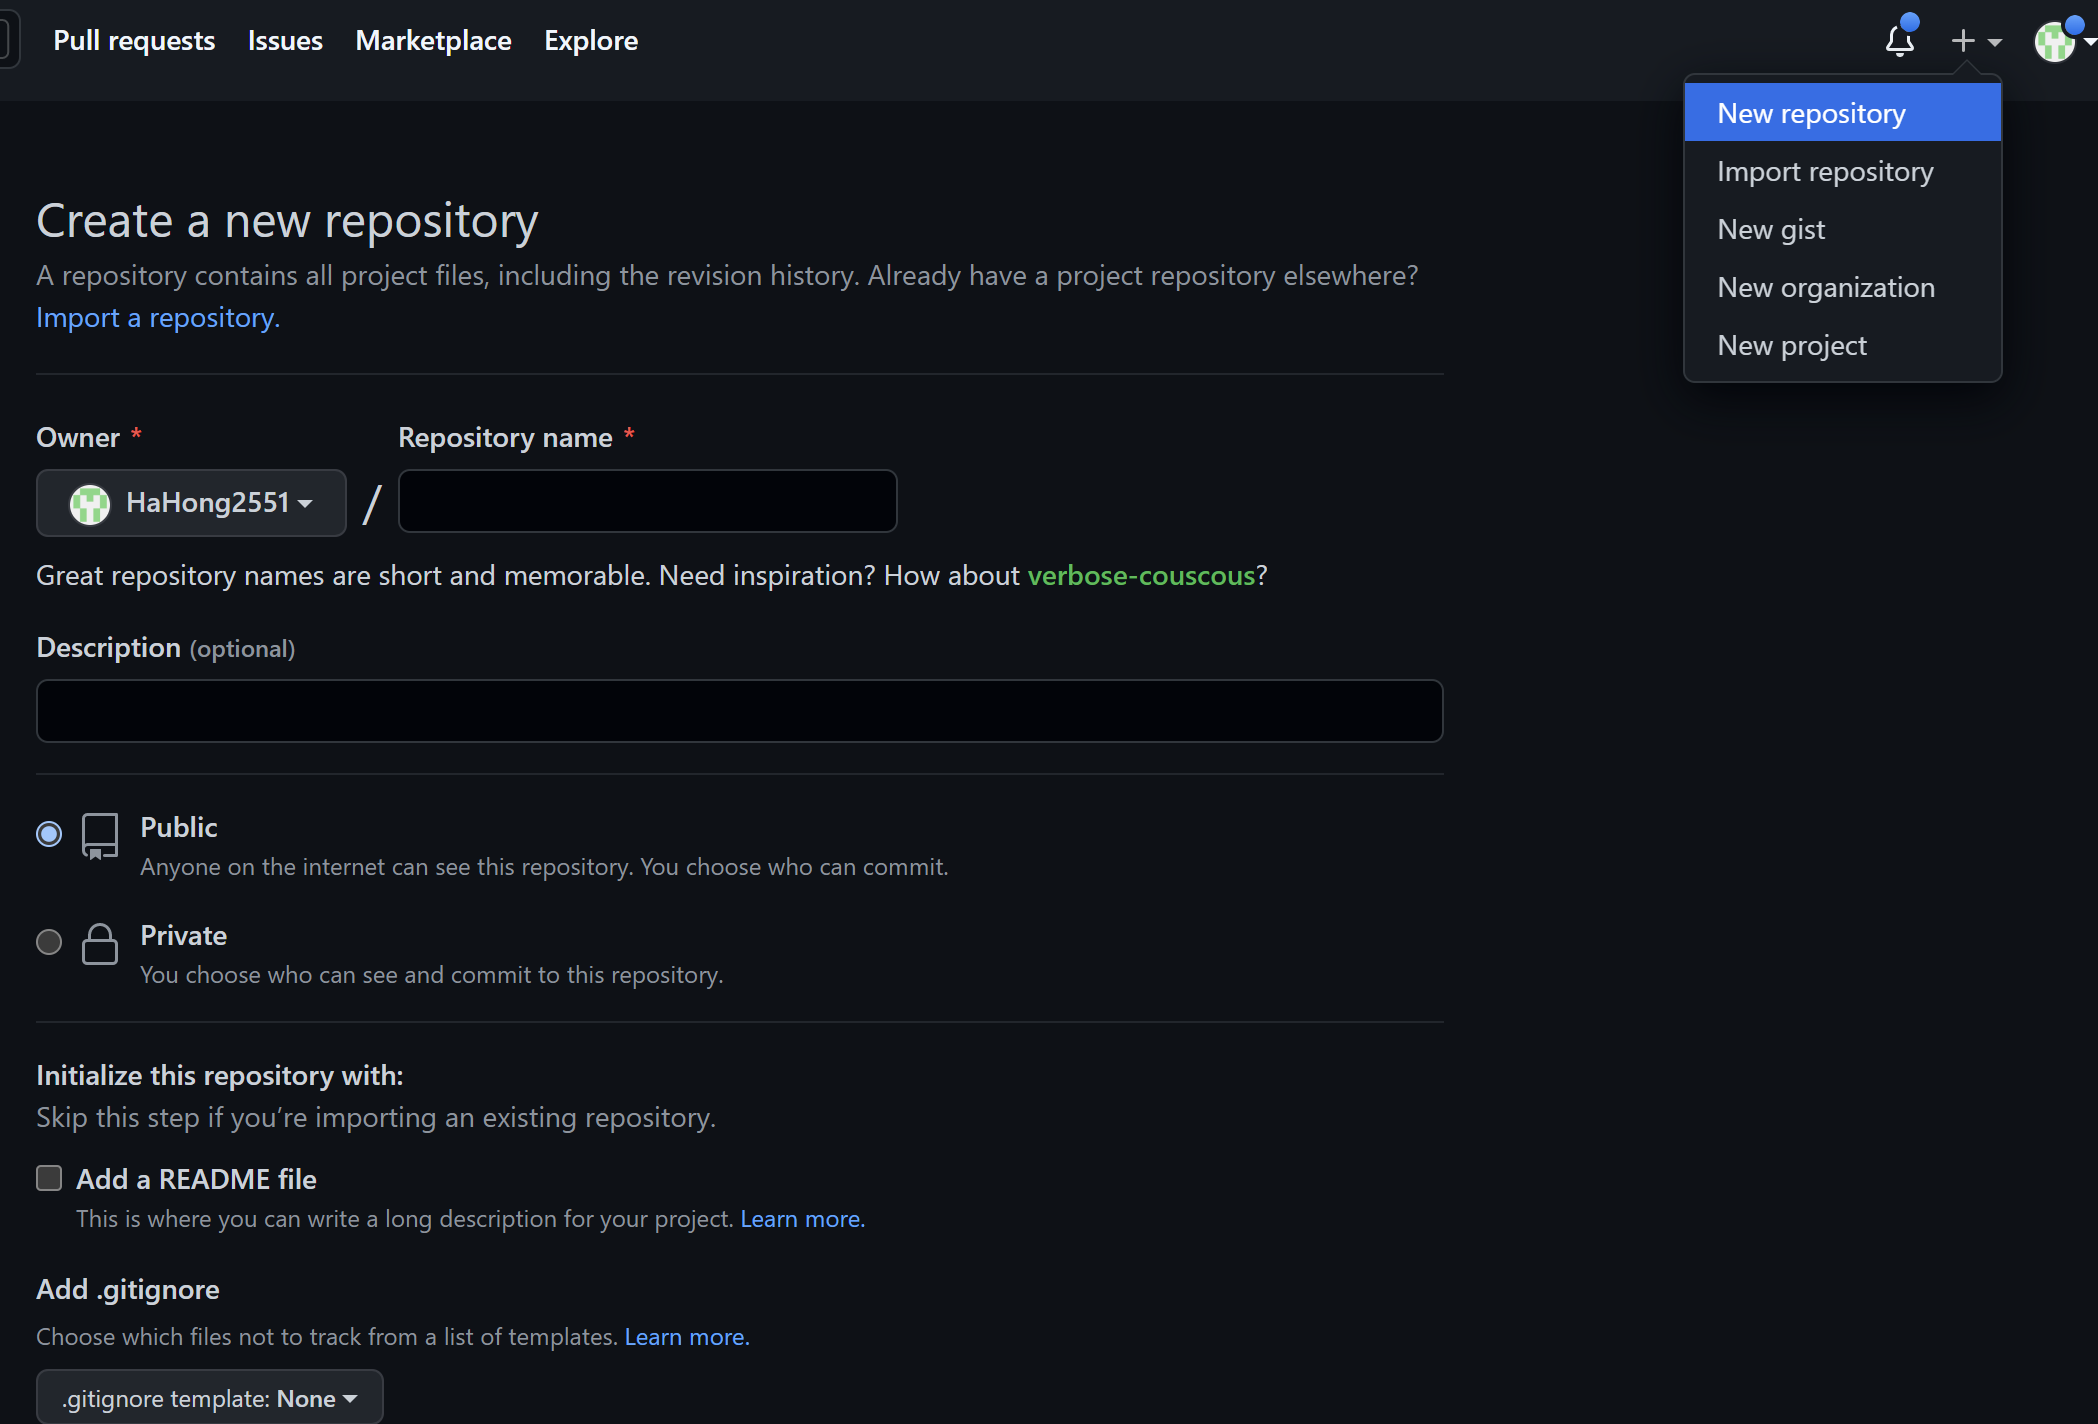 Pull requests Issues Marketplace Explore
New repository
Import repository
New gist
New organization
New project
Create a new repository
A repository contains all project files, including the revision history. Already have a project repository elsewhere?
Import a repository.
Owner * Repository name *
HaHong2551 /
Great repository names are short and memorable. Need inspiration? How about verbose-couscous?
Description (optional)
Public
Anyone on the internet can see this repository. You choose who can commit.
Private
You choose who can see and commit to this repository.
Initialize this repository with:
Skip this step if you’re importing an existing repository.
Add a README file
This is where you can write a long description for your project. Learn more.
Add .gitignore
Choose which files not to track from a list of templates. Learn more.
.gitignore template: None